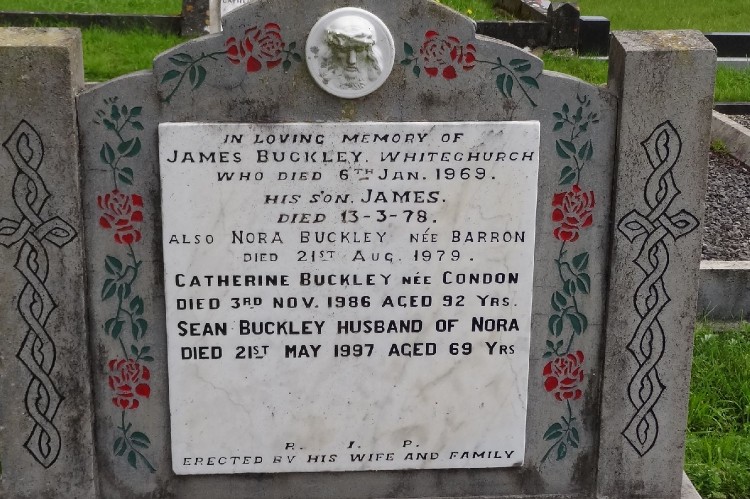 IN LOVING MEMORY OF
JAMES BUCKLEY. WHITECHURCH
WHO DIED 6TH JAN. 1969.
HIS SON. JAMES.
DIED 13-3-78.
ALSO NORA BUCKLEY NÉE BARRON
DIED 21ST AUG. 1979.
CATHERINE BUCKLEY NÉE CONDON
DIED 3RD NOV. 1986 AGED 92 YRS.
SEAN BUCKLEY HUSBAND OF NORA
DIED 21ST MAY 1997 AGED 69 YRS
R. I. P.
ERECTED BY HIS WIFE AND FAMILY